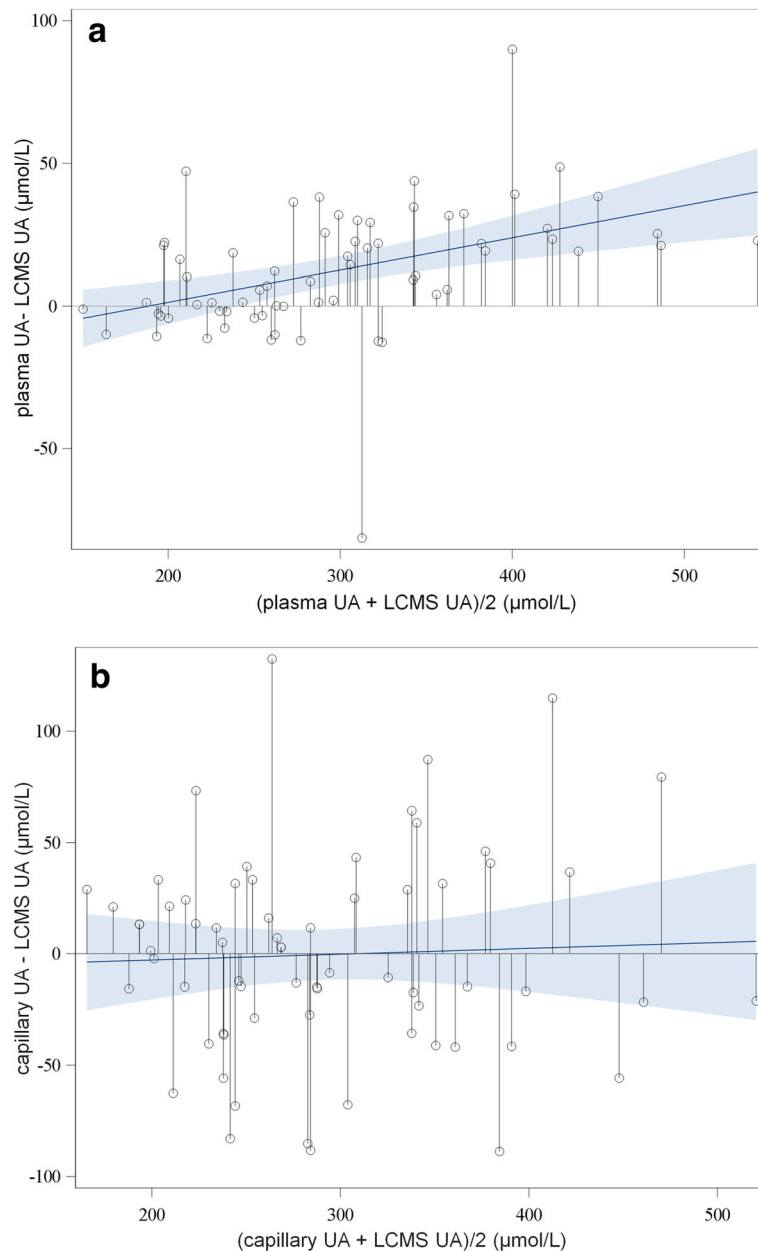 a
100
50
0
-50
plasma UA- LCMS UA (µmol/L)
200
300
400
500
(plasma UA + LCMS UA)/2 (µmol/L)
b
100
50
0
-50
-100
capillary UA - LCMS UA (µmol/L)
200
300
400
500
(capillary UA + LCMS UA)/2 (µmol/L)